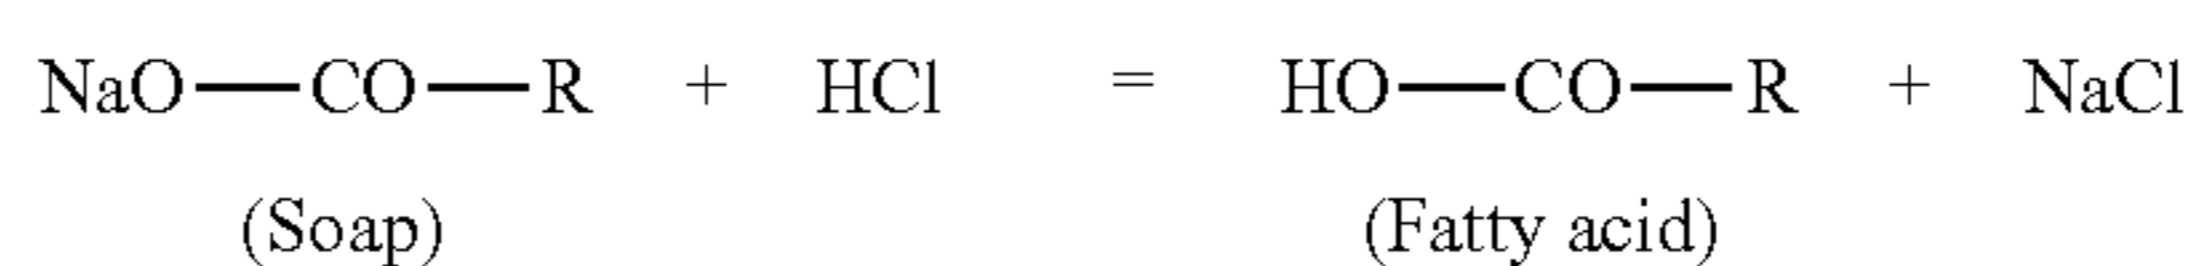 NaO—CO—R + HCl = HO—CO—R + NaCl
(Soap) (Fatty acid)